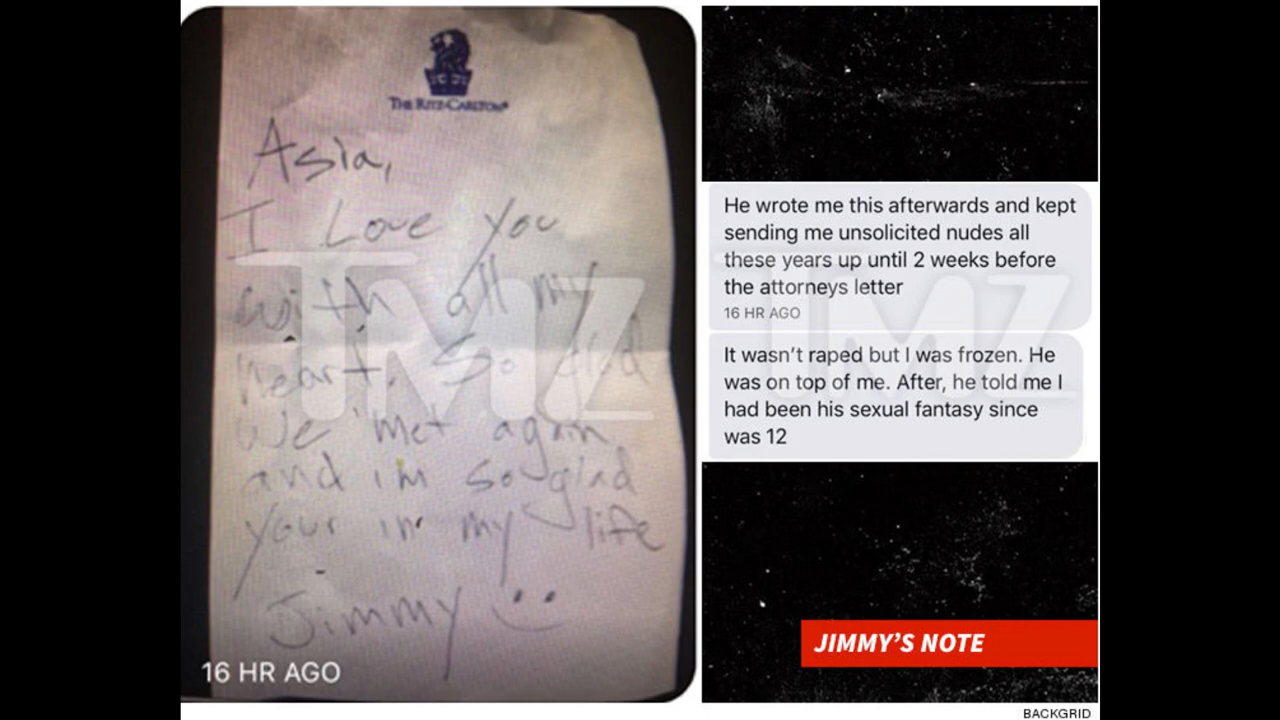 THE RITZ-CARLTON®
Asia,
I Love you
with all my
heart. So glad
we met again
and i'm so glad
your in my life
Jimmy
16 HR AGO
TMZ
He wrote me this afterwards and kept
sending me unsolicited nudes all
these years up until 2 weeks before
the attorneys letter
16 HR AGO
It wasn't raped but I was frozen. He
was on top of me. After, he told me I
had been his sexual fantasy since
was 12
TMZ
JIMMY'S NOTE
BACKGRID